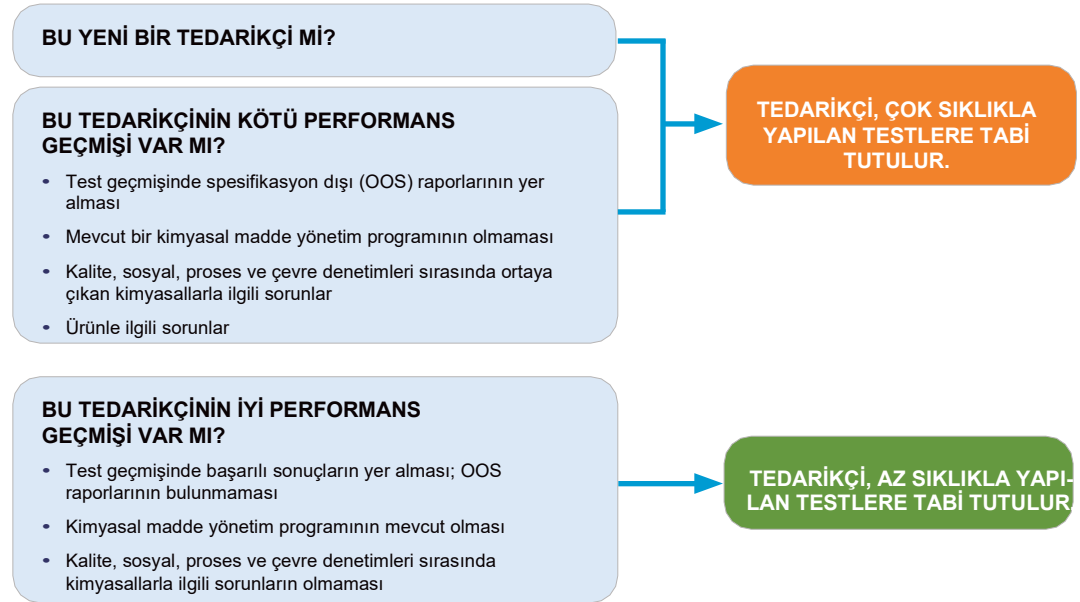 BU YENİ BİR TEDARİKÇİ Mİ?
BU TEDARİKÇİNİN KÖTÜ PERFORMANS
GEÇMİŞİ VAR MI?
• Test geçmişinde spesifikasyon dışı (OOS) raporlarının yer
alması
• Mevcut bir kimyasal madde yönetim programının olmaması
• Kalite, sosyal, proses ve çevre denetimleri sırasında ortaya
çıkan kimyasallarla ilgili sorunlar
• Ürünle ilgili sorunlar
TEDARİKÇİ, ÇOK SIKLIKLA
YAPILAN TESTLERE TABİ
TUTULUR.
BU TEDARİKÇİNİN İYİ PERFORMANS
GEÇMİŞİ VAR MI?
• Test geçmişinde başarılı sonuçların yer alması; OOS
raporlarının bulunmaması
• Kimyasal madde yönetim programının mevcut olması
• Kalite, sosyal, proses ve çevre denetimleri sırasında
kimyasallarla ilgili sorunların olmaması
TEDARİKÇİ, AZ SIKLIKLA YAPI-
LAN TESTLERE TABİ TUTULUR.